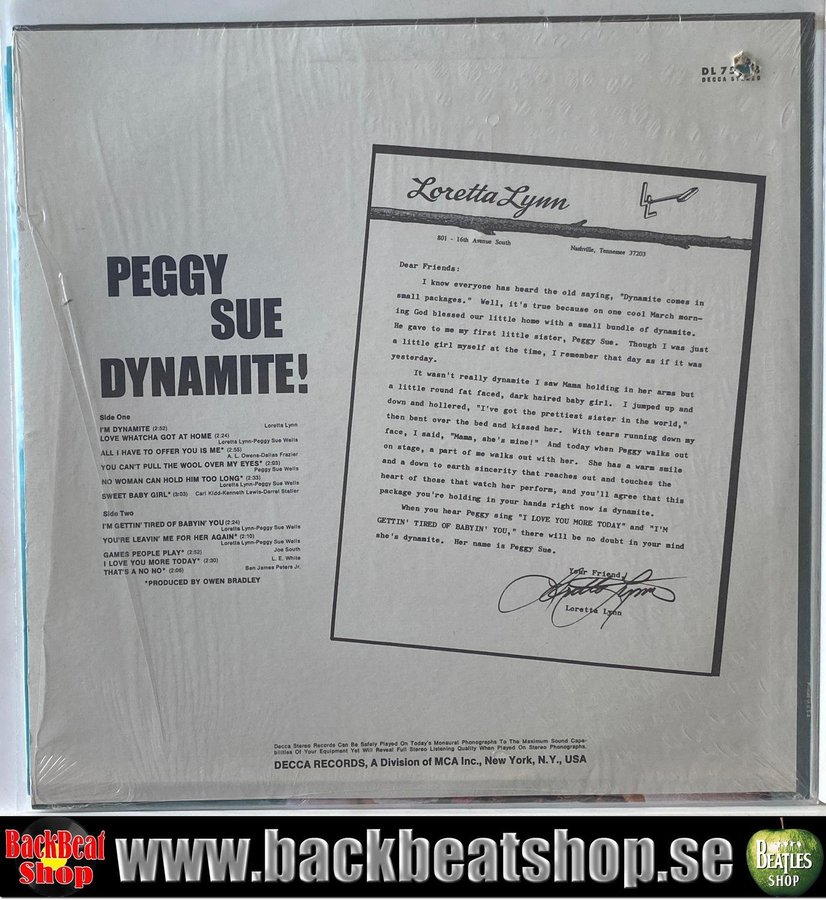 DL 75
DECCA STEREO
PEGGY
SUE
DYNAMITE!
Side One
I'M DYNAMITE (2:52) Loretta Lynn
LOVE WHATCHA GOT AT HOME (2:24)
Loretta Lynn-Peggy Sue Wells
ALL I HAVE TO OFFER YOU IS ME* (2:55)
A. L. Owens-Dallas Frazier
YOU CAN'T PULL THE WOOL OVER MY EYES* (2:03)
Peggy Sue Wells
NO WOMAN CAN HOLD HIM TOO LONG* (2:33)
Loretta Lynn-Peggy Sue Wells
SWEET BABY GIRL* (3:03) Carl Kidd-Kenneth Lewis-Darrel Statler
Side Two
I'M GETTIN' TIRED OF BABYIN' YOU (2:24)
Loretta Lynn-Peggy Sue Wells
YOU'RE LEAVIN' ME FOR HER AGAIN* (2:10)
Loretta Lynn-Peggy Sue Wells
GAMES PEOPLE PLAY* (2:52) Joe South
I LOVE YOU MORE TODAY* (2:30) L. E. White
THAT'S A NO NO* (2:06) Ben James Peters Jr.
*PRODUCED BY OWEN BRADLEY
Loretta Lynn LL
801 - 16th Avenue South Nashville, Tennessee 37203
Dear Friends:
I know everyone has heard the old saying, "Dynamite comes in
small packages." Well, it's true because on one cool March morn-
ing God blessed our little home with a small bundle of dynamite.
He gave to me my first little sister, Peggy Sue. Though I was just
a little girl myself at the time, I remember that day as if it was
yesterday.
It wasn't really dynamite I saw Mama holding in her arms but
a little round fat faced, dark haired baby girl. I jumped up and
down and hollered, "I've got the prettiest sister in the world,"
then bent over the bed and kissed her. With tears running down my
face, I said, "Mama, she's mine!" And today when Peggy walks out
on stage, a part of me walks out with her. She has a warm smile
and a down to earth sincerity that reaches out and touches the
heart of those that watch her perform, and you'll agree that this
package you're holding in your hands right now is dynamite.
When you hear Peggy sing "I LOVE YOU MORE TODAY" and "I'M
GETTIN' TIRED OF BABYIN' YOU," there will be no doubt in your mind
she's dynamite. Her name is Peggy Sue.
Your Friend,
Loretta Lynn
Loretta Lynn
Decca Stereo Records Can Be Safely Played On Today's Monaural Phonographs To The Maximum Sound Capa-
bilities Of Your Equipment Yet Will Reveal Full Stereo Listening Quality When Played On Stereo Phonographs.
DECCA RECORDS, A Division of MCA Inc., New York, N.Y., USA
BackBeat
Shop
www.backbeatshop.se
BEATLES
SHOP